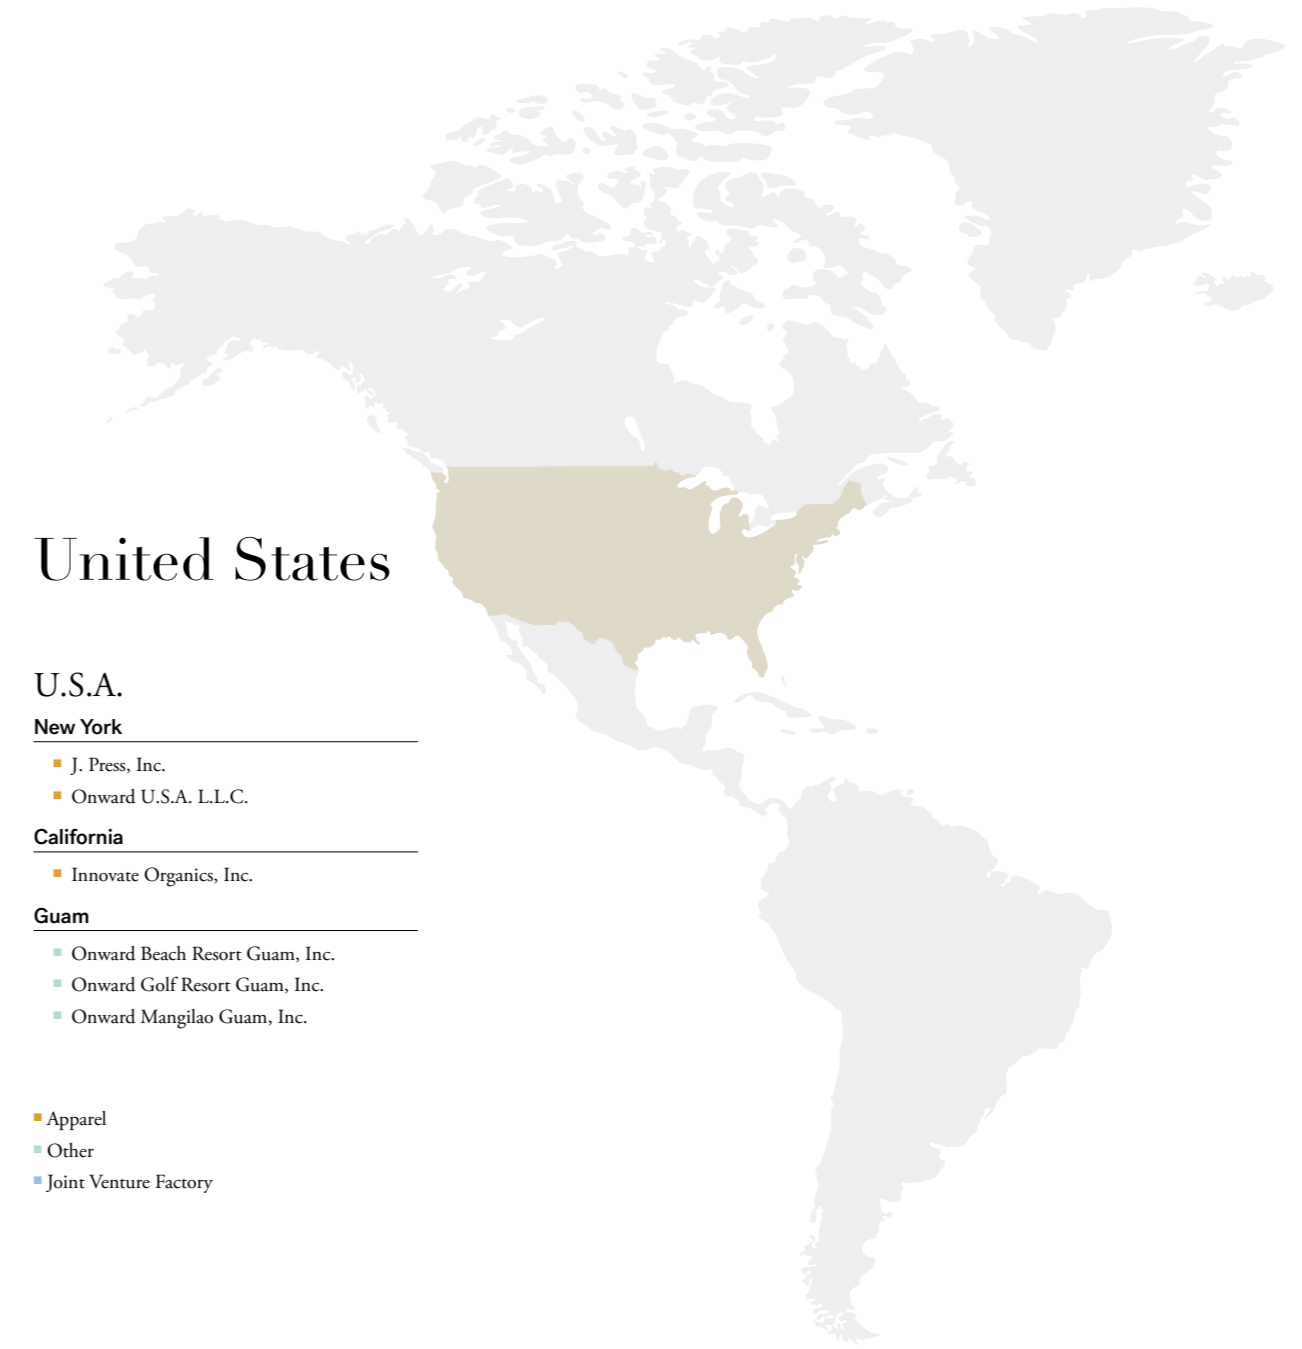 United States
U.S.A.
New York
J. Press, Inc.
Onward U.S.A. L.L.C.
California
Innovate Organics, Inc.
Guam
Onward Beach Resort Guam, Inc.
Onward Golf Resort Guam, Inc.
Onward Mangilao Guam, Inc.
Apparel
Other
Joint Venture Factory